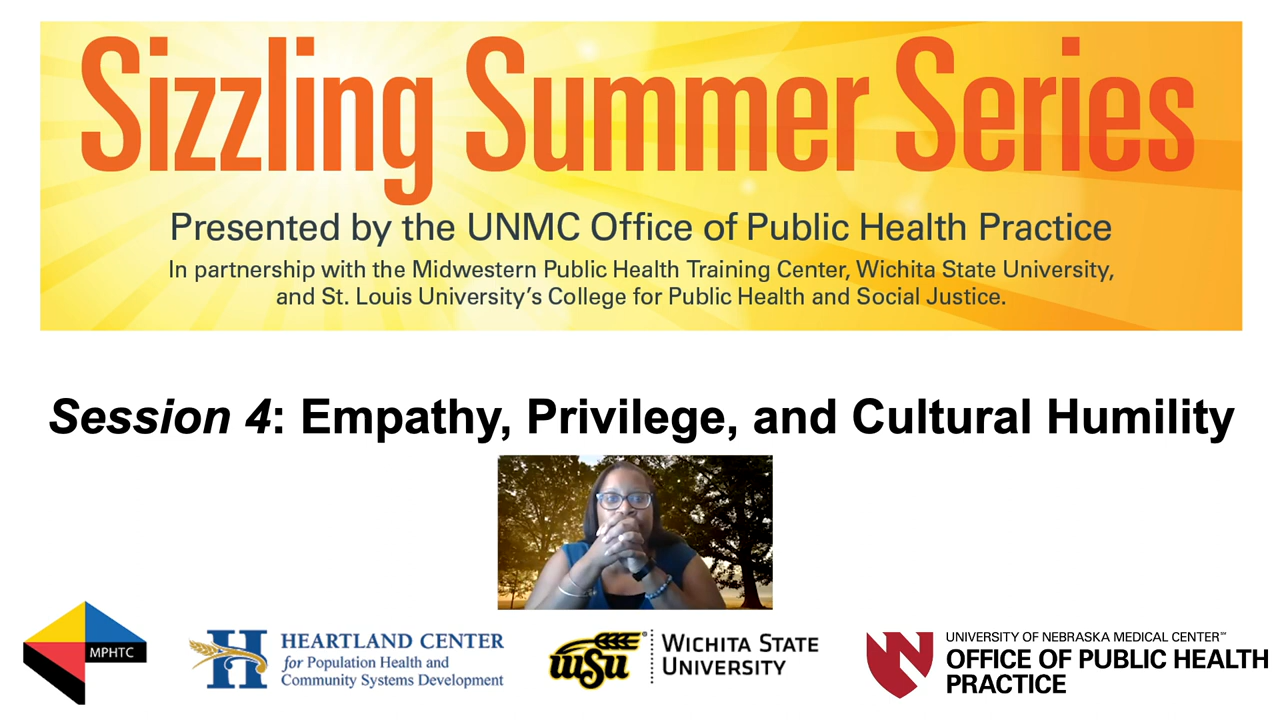 Sizzling Summer Series
Presented by the UNMC Office of Public Health Practice
In partnership with the Midwestern Public Health Training Center, Wichita State University,
and St. Louis University's College for Public Health and Social Justice.
Session 4: Empathy, Privilege, and Cultural Humility
MPHTC
H
HEARTLAND CENTER
for Population Health and
Community Systems Development
wsu®
WICHITA STATE
UNIVERSITY
N
UNIVERSITY OF NEBRASKA MEDICAL CENTER℠
OFFICE OF PUBLIC HEALTH
PRACTICE